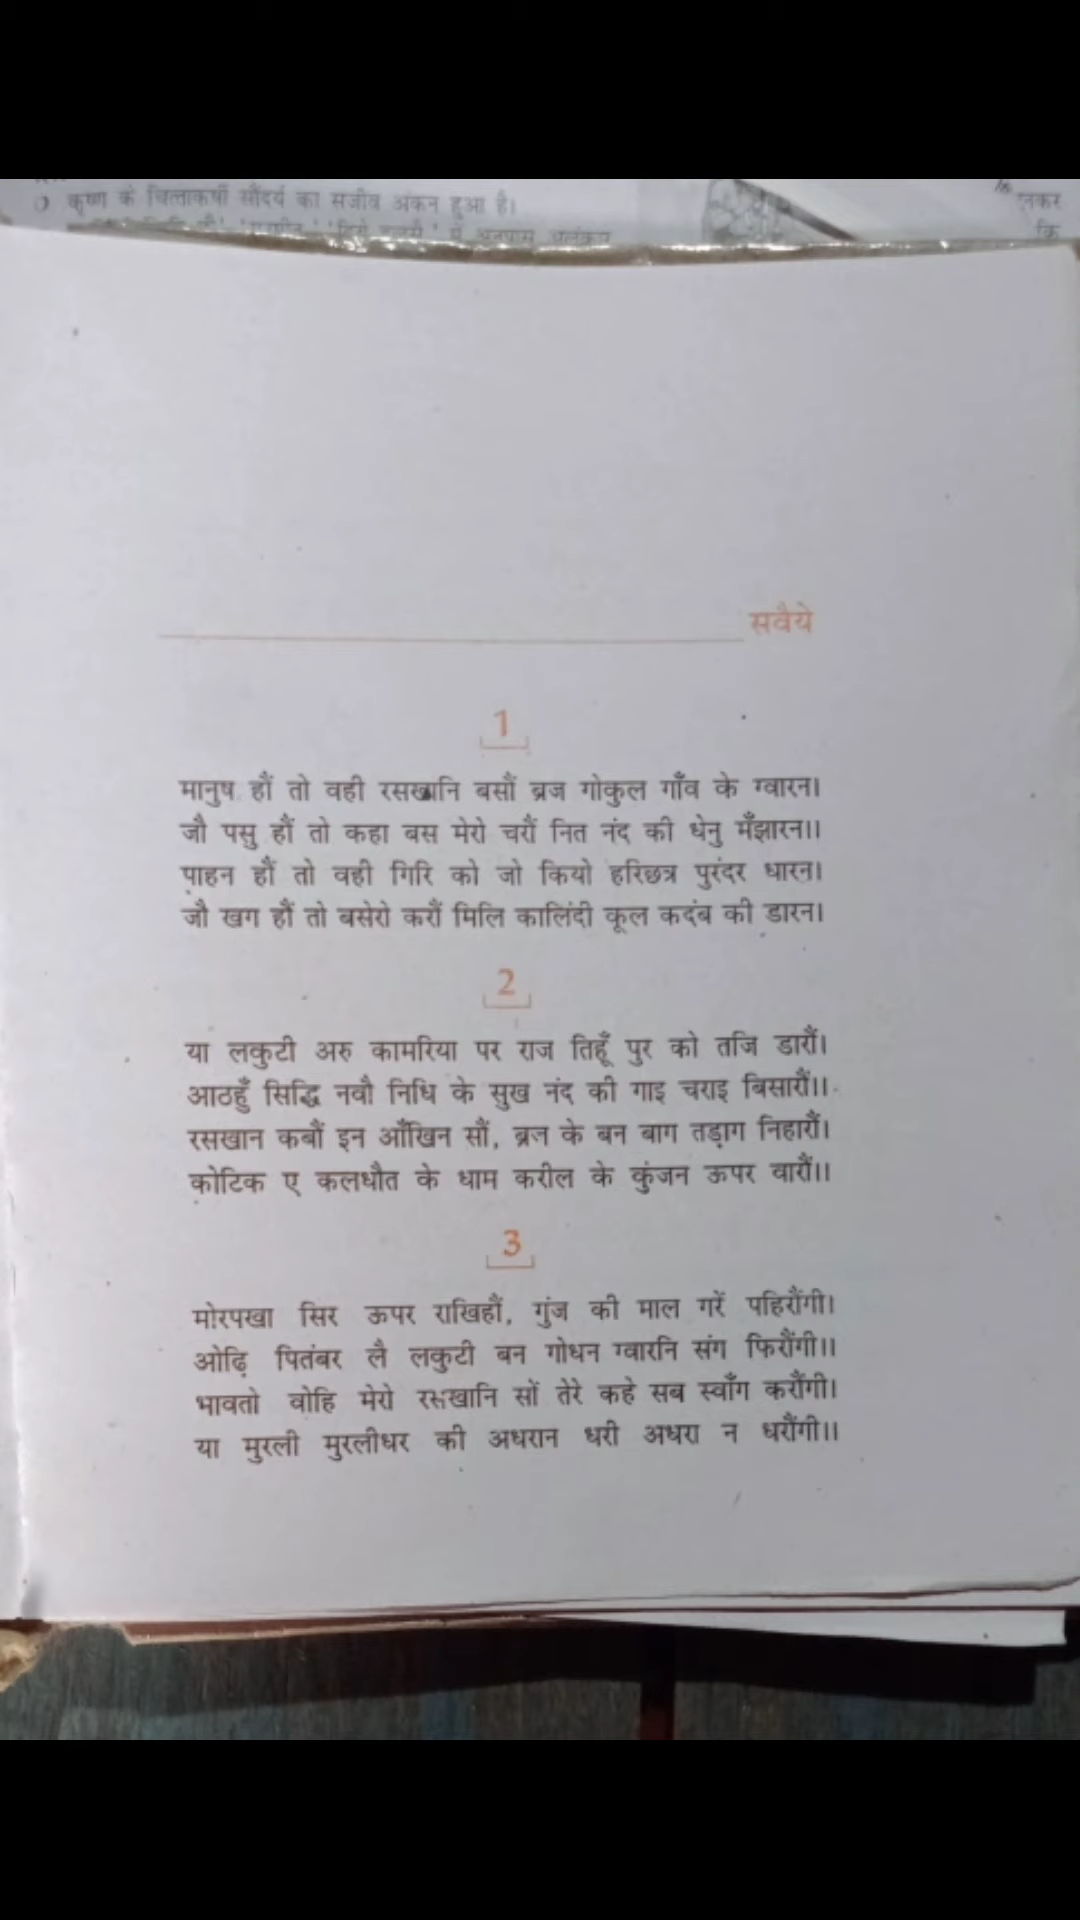 कृष्ण के चित्ताकर्षी सौंदर्य का सजीव अंकन हुआ है।
सवैये
1
मानुष हौं तो वही रसखानि बसौं ब्रज गोकुल गाँव के ग्वारन।
जौ पसु हौं तो कहा बस मेरो चरौं नित नंद की धेनु मँझारन॥
पाहन हौं तो वही गिरि को जो कियो हरिछत्र पुरंदर धारन।
जौ खग हौं तो बसेरो करौं मिलि कालिंदी कूल कदंब की डारन।
2
या लकुटी अरु कामरिया पर राज तिहूँ पुर को तजि डारौं।
आठहुँ सिद्धि नवौ निधि के सुख नंद की गाइ चराइ बिसारौं॥
रसखान कबौं इन आँखिन सौं, ब्रज के बन बाग तड़ाग निहारौं।
कोटिक ए कलधौत के धाम करील के कुंजन ऊपर वारौं॥
3
मोरपखा सिर ऊपर राखिहौं, गुंज की माल गरें पहिरौंगी।
ओढ़ि पितंबर लै लकुटी बन गोधन ग्वारनि संग फिरौंगी॥
भावतो वोहि मेरो रसखानि सों तेरे कहे सब स्वाँग करौंगी।
या मुरली मुरलीधर की अधरान धरी अधरा न धरौंगी॥